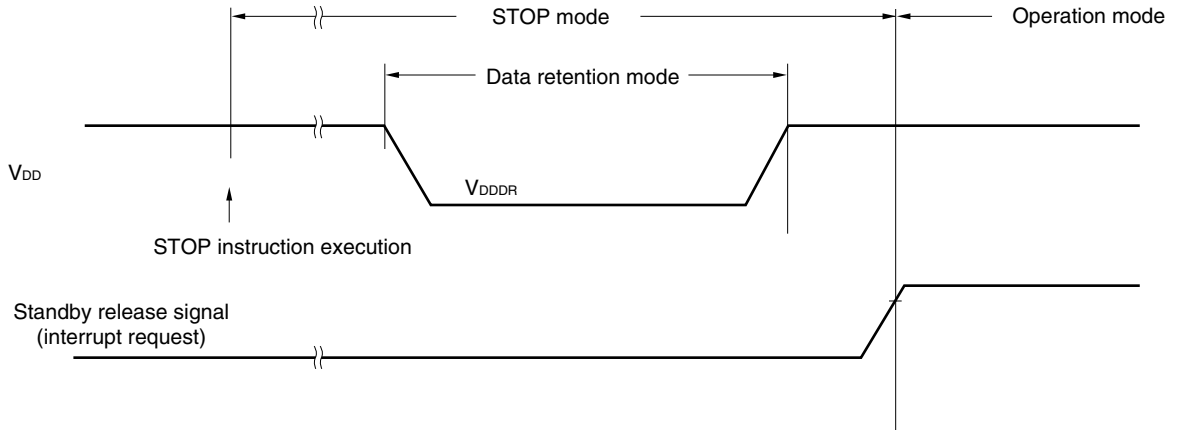 STOP mode
Operation mode
Data retention mode
VDD
VDDDR
STOP instruction execution
Standby release signal
(interrupt request)